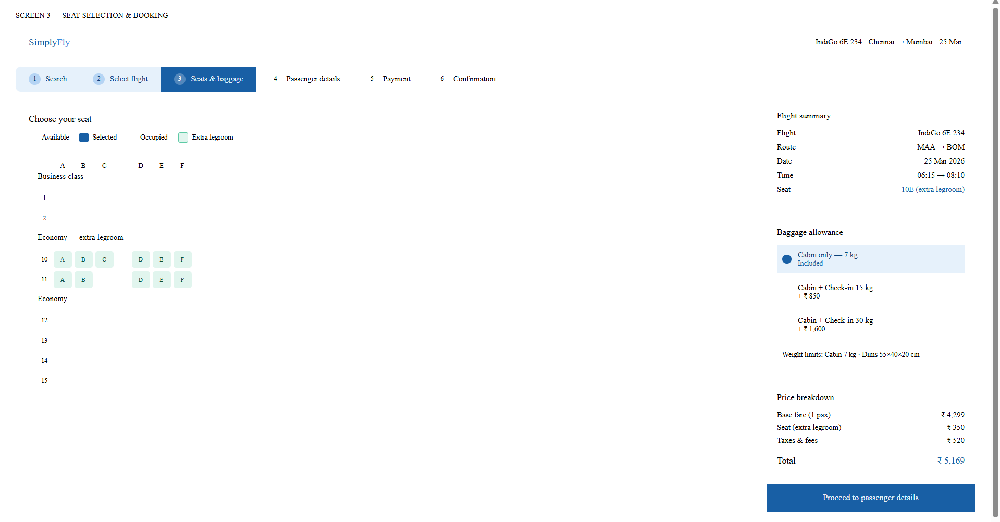 SCREEN 3 — SEAT SELECTION & BOOKING
SimplyFly
IndiGo 6E 234 · Chennai → Mumbai · 25 Mar
1 Search 2 Select flight 3 Seats & baggage 4 Passenger details 5 Payment 6 Confirmation
Choose your seat
Available Selected Occupied Extra legroom
A B C D E F
Business class
1
2
Economy — extra legroom
10 A B C D E F
11 A B D E F
Economy
12
13
14
15
Flight summary
Flight IndiGo 6E 234
Route MAA → BOM
Date 25 Mar 2026
Time 06:15 → 08:10
Seat 10E (extra legroom)
Baggage allowance
Cabin only — 7 kg
Included
Cabin + Check-in 15 kg
+ ₹ 850
Cabin + Check-in 30 kg
+ ₹ 1,600
Weight limits: Cabin 7 kg · Dims 55×40×20 cm
Price breakdown
Base fare (1 pax) ₹ 4,299
Seat (extra legroom) ₹ 350
Taxes & fees ₹ 520
Total ₹ 5,169
Proceed to passenger details